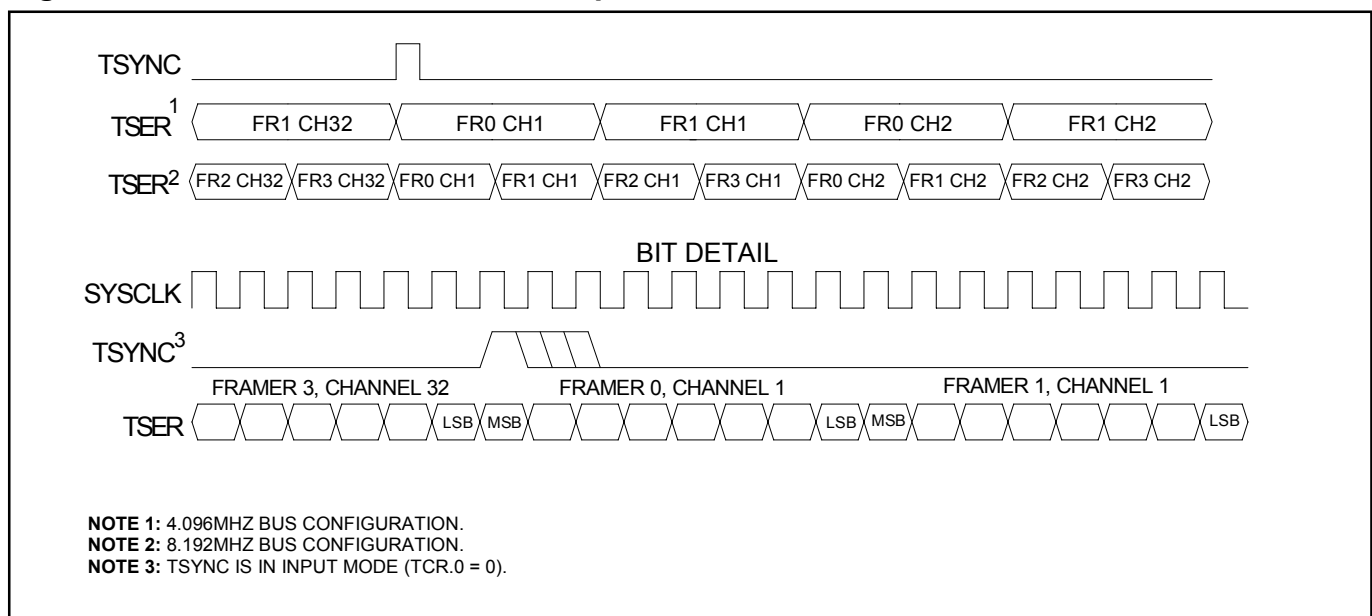 TSYNC
TSER1 FR1 CH32 FR0 CH1 FR1 CH1 FR0 CH2 FR1 CH2
TSER2 FR2 CH32 FR3 CH32 FR0 CH1 FR1 CH1 FR2 CH1 FR3 CH1 FR0 CH2 FR1 CH2 FR2 CH2 FR3 CH2
BIT DETAIL
SYSCLK
TSYNC3
FRAMER 3, CHANNEL 32 FRAMER 0, CHANNEL 1 FRAMER 1, CHANNEL 1
TSER LSB MSB LSB MSB LSB
NOTE 1: 4.096MHZ BUS CONFIGURATION.
NOTE 2: 8.192MHZ BUS CONFIGURATION.
NOTE 3: TSYNC IS IN INPUT MODE (TCR.0 = 0).